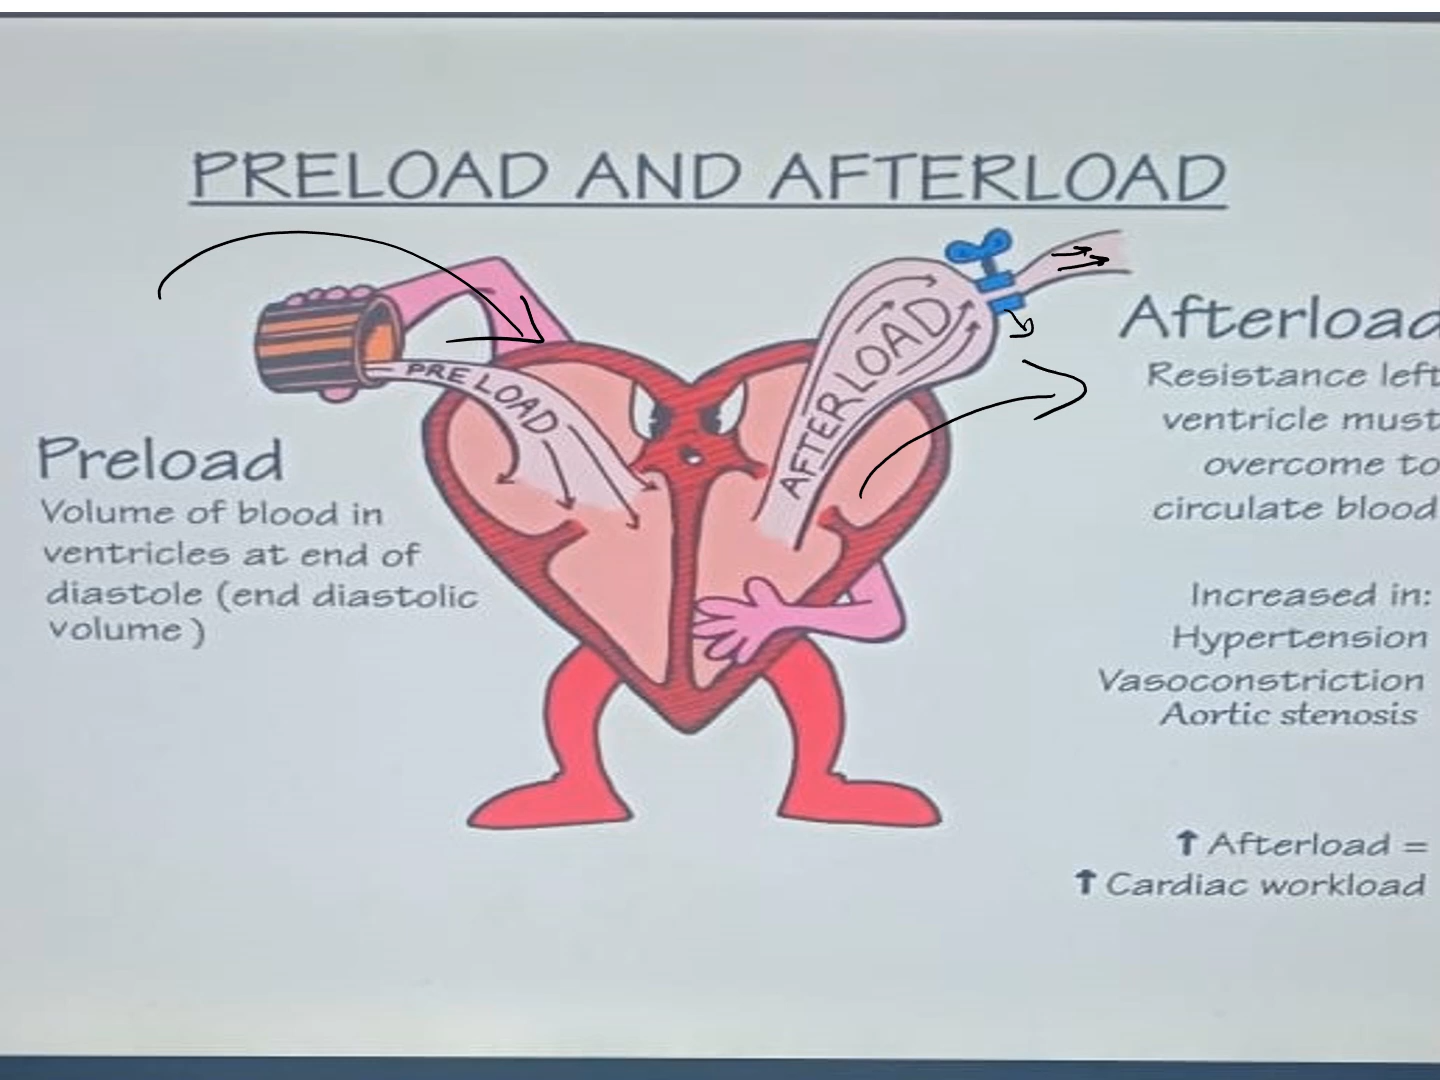 PRELOAD AND AFTERLOAD
PRELOAD
AFTERLOAD
Preload
Volume of blood in
ventricles at end of
diastole (end diastolic
volume)
Afterload
Resistance left
ventricle must
overcome to
circulate blood
Increased in:
Hypertension
Vasoconstriction
Aortic stenosis
↑ Afterload =
↑ Cardiac workload